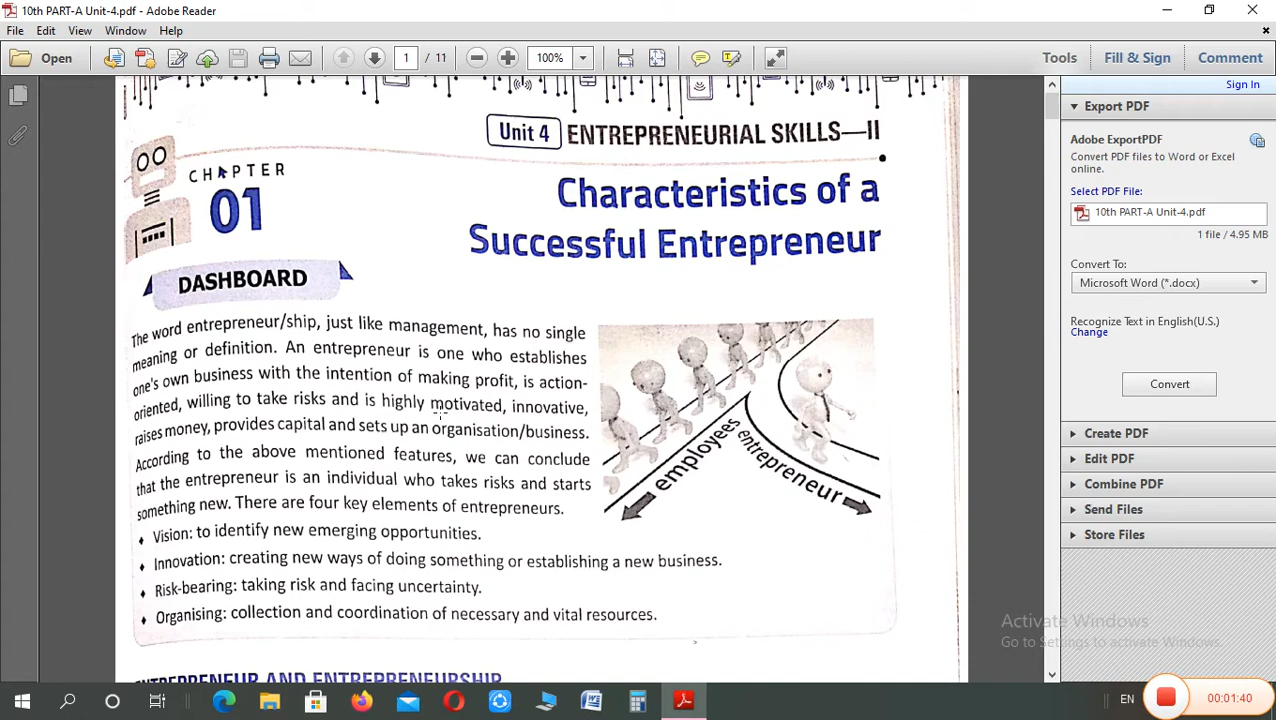 10th PART-A Unit-4.pdf - Adobe Reader
File Edit View Window Help
Open 1 / 11 100% Tools Fill & Sign Comment
Sign In
Export PDF
Adobe ExportPDF
Convert PDF files to Word or Excel
online.
Select PDF File:
10th PART-A Unit-4.pdf
1 file / 4.95 MB
Convert To:
Microsoft Word (*.docx)
Recognize Text in English(U.S.)
Change
Convert
Create PDF
Edit PDF
Combine PDF
Send Files
Store Files
Unit 4 ENTREPRENEURIAL SKILLS—II
CHAPTER
01
Characteristics of a
Successful Entrepreneur
DASHBOARD
The word entrepreneur/ship, just like management, has no single
meaning or definition. An entrepreneur is one who establishes
one's own business with the intention of making profit, is action-
oriented, willing to take risks and is highly motivated, innovative,
raises money, provides capital and sets up an organisation/business.
According to the above mentioned features, we can conclude
that the entrepreneur is an individual who takes risks and starts
something new. There are four key elements of entrepreneurs.
♦ Vision: to identify new emerging opportunities.
♦ Innovation: creating new ways of doing something or establishing a new business.
♦ Risk-bearing: taking risk and facing uncertainty.
♦ Organising: collection and coordination of necessary and vital resources.
employees
entrepreneur
ENTREPRENEUR AND ENTREPRENEURSHIP
Activate Windows
Go to Settings to activate Windows.
EN
00:01:40